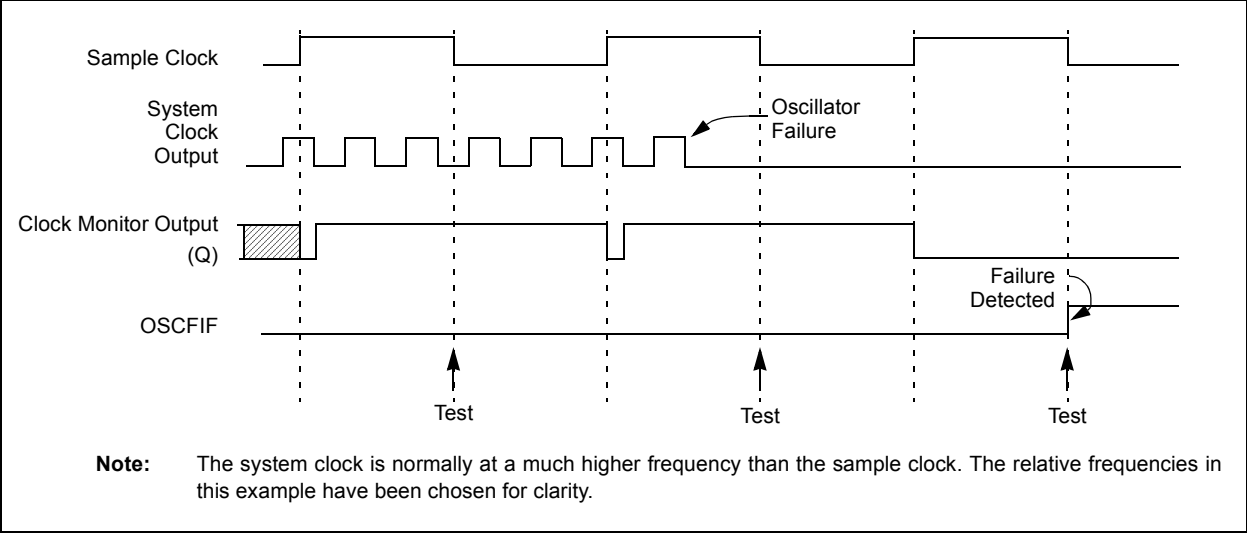 Sample Clock
System
Clock
Output
Oscillator
Failure
Clock Monitor Output
(Q)
Failure
Detected
OSCFIF
Test
Test
Test
Note: The system clock is normally at a much higher frequency than the sample clock. The relative frequencies in
this example have been chosen for clarity.